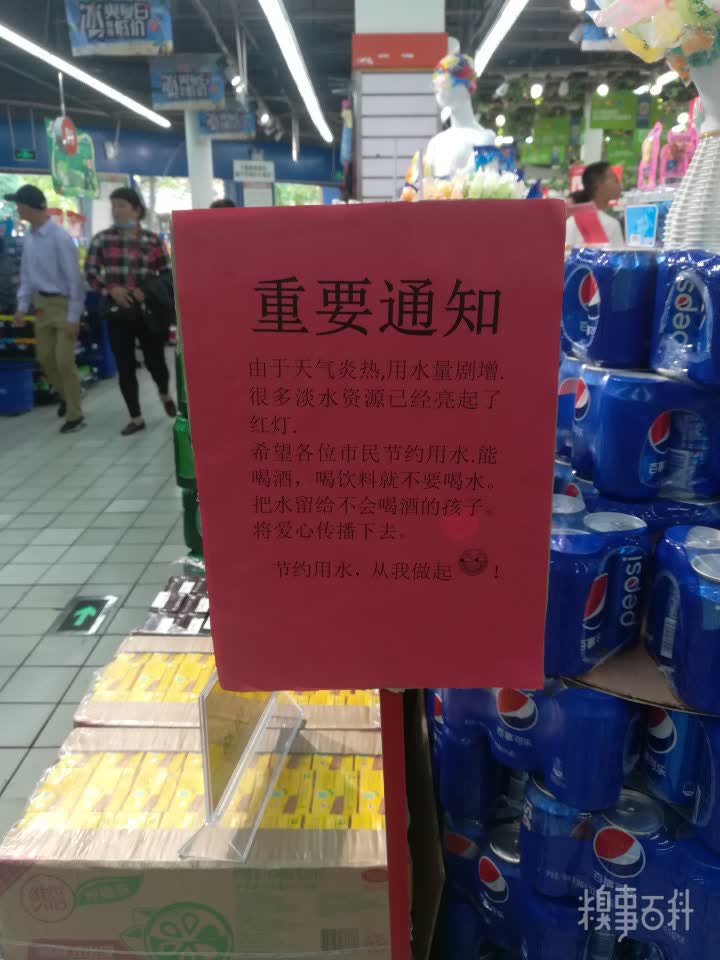 重要通知
由于天气炎热,用水量剧增.
很多淡水资源已经亮起了
红灯.
希望各位市民节约用水.能
喝酒，喝饮料就不要喝水。
把水留给不会喝酒的孩子。
将爱心传播下去。
节约用水，从我做起！
pepsi
pepsi
糗事百科